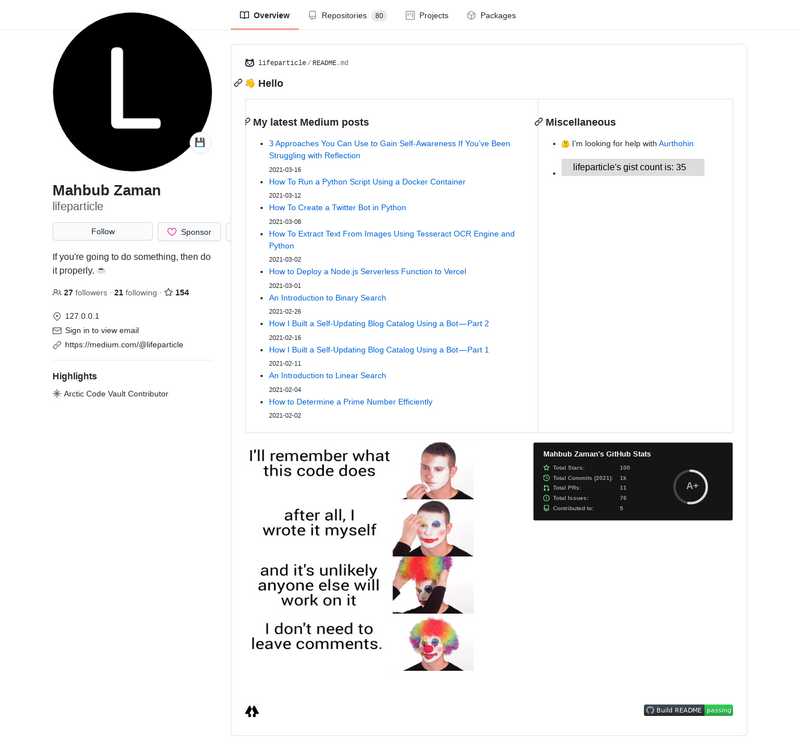 Overview
Repositories 80
Projects
Packages
L
Mahbub Zaman
lifeparticle
Follow
Sponsor
If you're going to do something, then do
it properly. ☕
27 followers · 21 following · 154
127.0.0.1
Sign in to view email
https://medium.com/@lifeparticle
Highlights
Arctic Code Vault Contributor
lifeparticle / README.md
👋 Hello
My latest Medium posts
3 Approaches You Can Use to Gain Self-Awareness If You've Been
Struggling with Reflection
2021-03-16
How To Run a Python Script Using a Docker Container
2021-03-12
How To Create a Twitter Bot in Python
2021-03-06
How To Extract Text From Images Using Tesseract OCR Engine and
Python
2021-03-02
How to Deploy a Node.js Serverless Function to Vercel
2021-03-01
An Introduction to Binary Search
2021-02-26
How I Built a Self-Updating Blog Catalog Using a Bot — Part 2
2021-02-16
How I Built a Self-Updating Blog Catalog Using a Bot — Part 1
2021-02-11
An Introduction to Linear Search
2021-02-04
How to Determine a Prime Number Efficiently
2021-02-02
Miscellaneous
🤔 I'm looking for help with Aurthohin
lifeparticle's gist count is: 35
I'll remember what
this code does
after all, I
wrote it myself
and it's unlikely
anyone else will
work on it
I don't need to
leave comments.
Mahbub Zaman's GitHub Stats
Total Stars: 100
Total Commits (2021): 1k
Total PRs: 11
Total Issues: 76
Contributed to: 5
A+
Build README passing